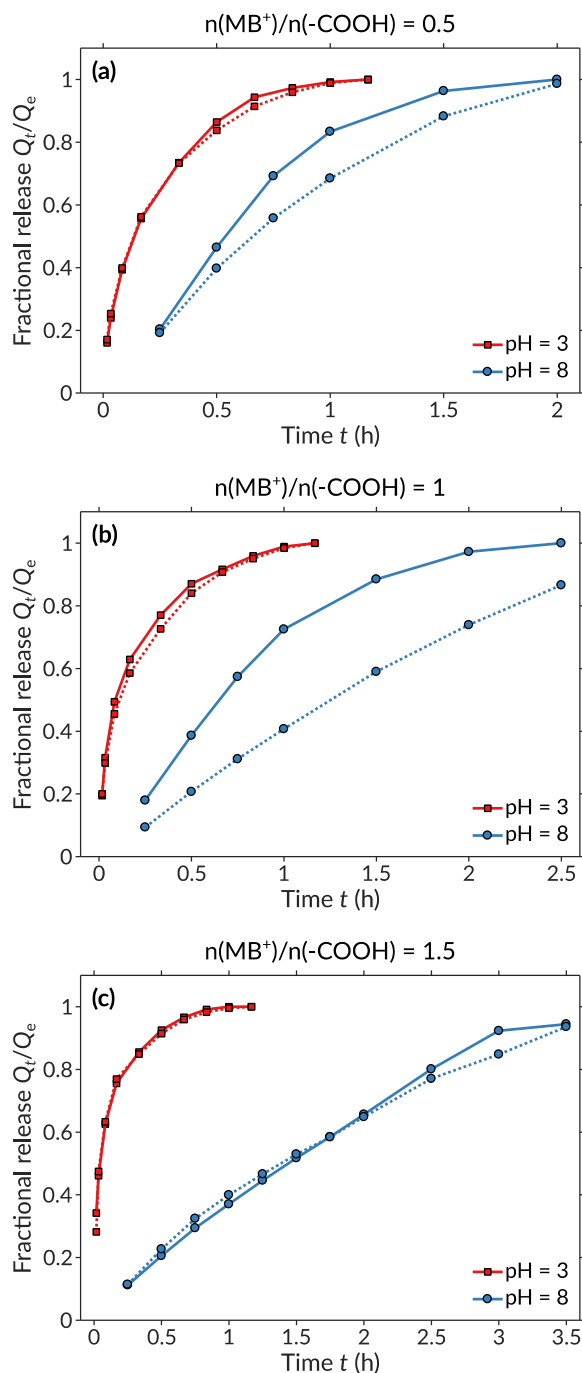 n(MB⁺)/n(-COOH) = 0.5
(a)
Fractional release Qt/Qe
1
0.8
0.6
0.4
0.2
0
pH = 3
pH = 8
0 0.5 1 1.5 2
Time t (h)
n(MB⁺)/n(-COOH) = 1
(b)
Fractional release Qt/Qe
1
0.8
0.6
0.4
0.2
0
pH = 3
pH = 8
0 0.5 1 1.5 2 2.5
Time t (h)
n(MB⁺)/n(-COOH) = 1.5
(c)
Fractional release Qt/Qe
1
0.8
0.6
0.4
0.2
0
pH = 3
pH = 8
0 0.5 1 1.5 2 2.5 3 3.5
Time t (h)